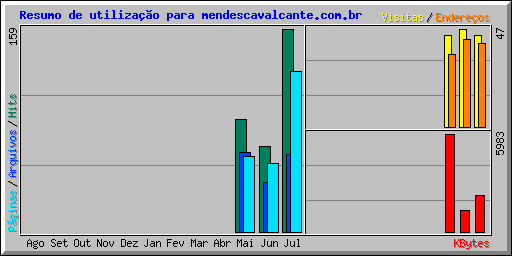 Resumo de utilização para mendescavalcante.com.br
Visitas / Endereços
159
47
Páginas / Arquivos / Hits
5983
Ago Set Out Nov Dez Jan Fev Mar Abr Mai Jun Jul
KBytes